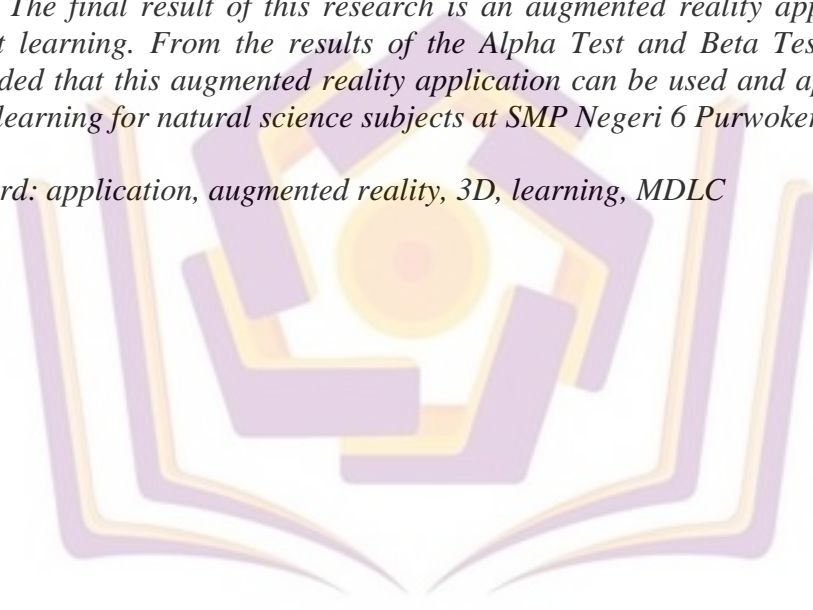 The final result of this research is an augmented reality app
t learning. From the results of the Alpha Test and Beta Tes
ded that this augmented reality application can be used and a
learning for natural science subjects at SMP Negeri 6 Purwoker
rd: application, augmented reality, 3D, learning, MDLC